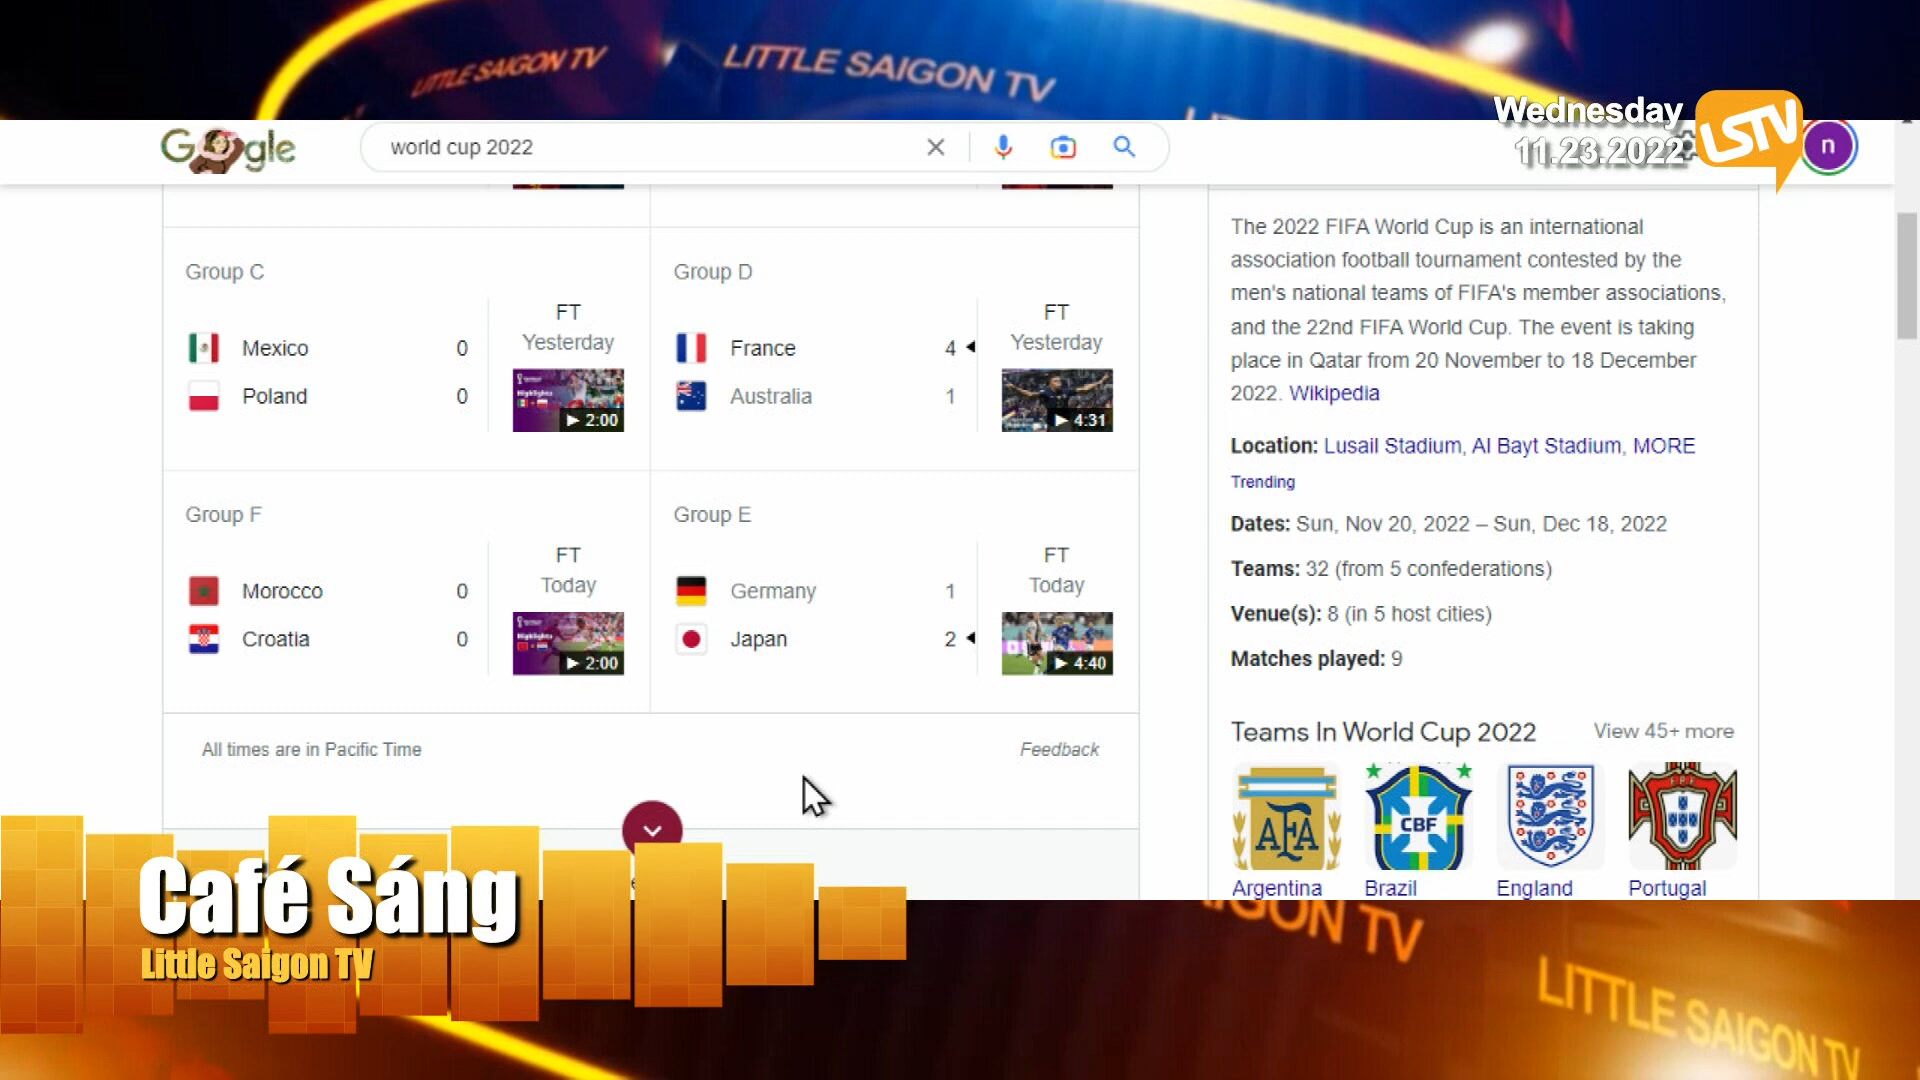 LITTLE SAIGON TV
LITTLE SAIGON TV
Wednesday
11.23.2022
LSTV
n
Google
world cup 2022
Group C
FT
Yesterday
Mexico 0
Poland 0
Highlights
2:00
Group D
FT
Yesterday
France 4
Australia 1
4:31
Group F
FT
Today
Morocco 0
Croatia 0
Highlights
2:00
Group E
FT
Today
Germany 1
Japan 2
4:40
All times are in Pacific Time
Feedback
The 2022 FIFA World Cup is an international
association football tournament contested by the
men's national teams of FIFA's member associations,
and the 22nd FIFA World Cup. The event is taking
place in Qatar from 20 November to 18 December
2022. Wikipedia
Location: Lusail Stadium, Al Bayt Stadium, MORE
Trending
Dates: Sun, Nov 20, 2022 – Sun, Dec 18, 2022
Teams: 32 (from 5 confederations)
Venue(s): 8 (in 5 host cities)
Matches played: 9
Teams In World Cup 2022
View 45+ more
AFA
CBF
FPF
Argentina
Brazil
England
Portugal
Café Sáng
Little Saigon TV
IGON TV
LITTLE SAIGON TV